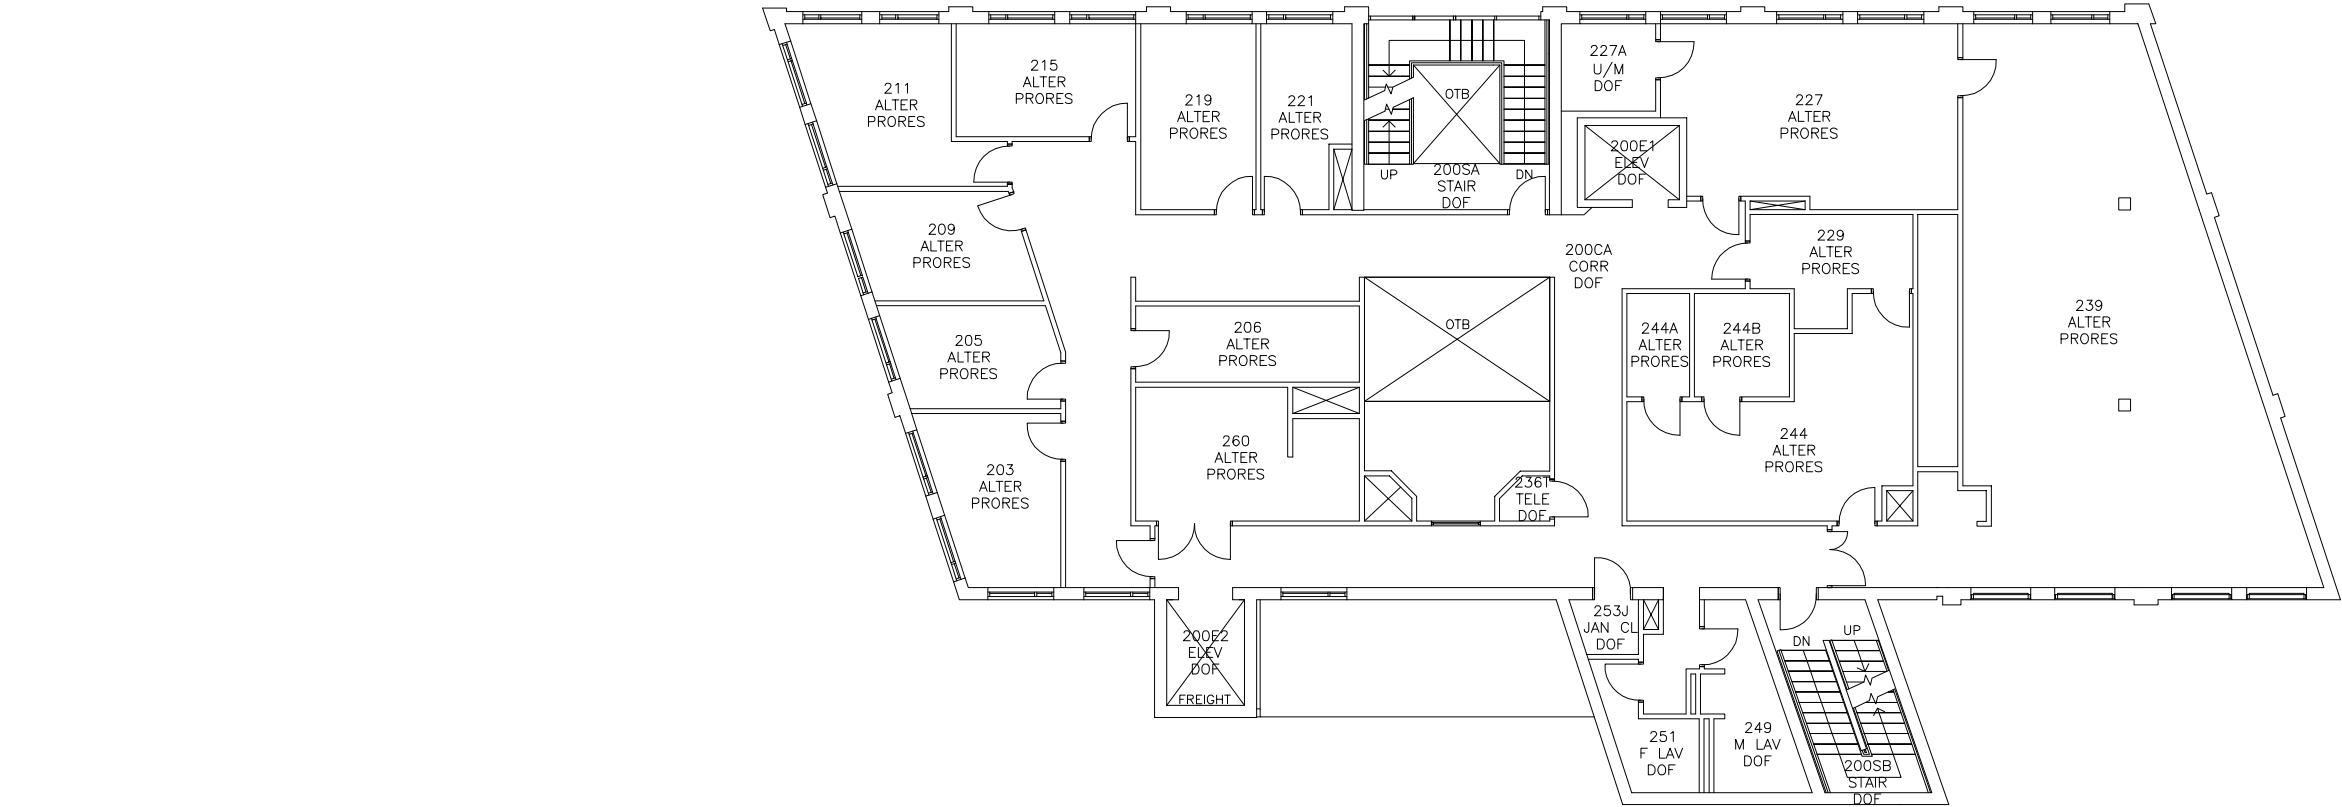 211
ALTER
PRORES
215
ALTER
PRORES
219
ALTER
PRORES
221
ALTER
PRORES
OTB
UP
200SA
STAIR
DOF
DN
227A
U/M
DOF
200E1
ELEV
DOF
227
ALTER
PRORES
209
ALTER
PRORES
200CA
CORR
DOF
229
ALTER
PRORES
239
ALTER
PRORES
205
ALTER
PRORES
206
ALTER
PRORES
OTB
244A
ALTER
PRORES
244B
ALTER
PRORES
203
ALTER
PRORES
260
ALTER
PRORES
236T
TELE
DOF
244
ALTER
PRORES
200E2
ELEV
DOF
FREIGHT
253J
JAN CL
DOF
251
F LAV
DOF
249
M LAV
DOF
DN
UP
200SB
STAIR
DOF